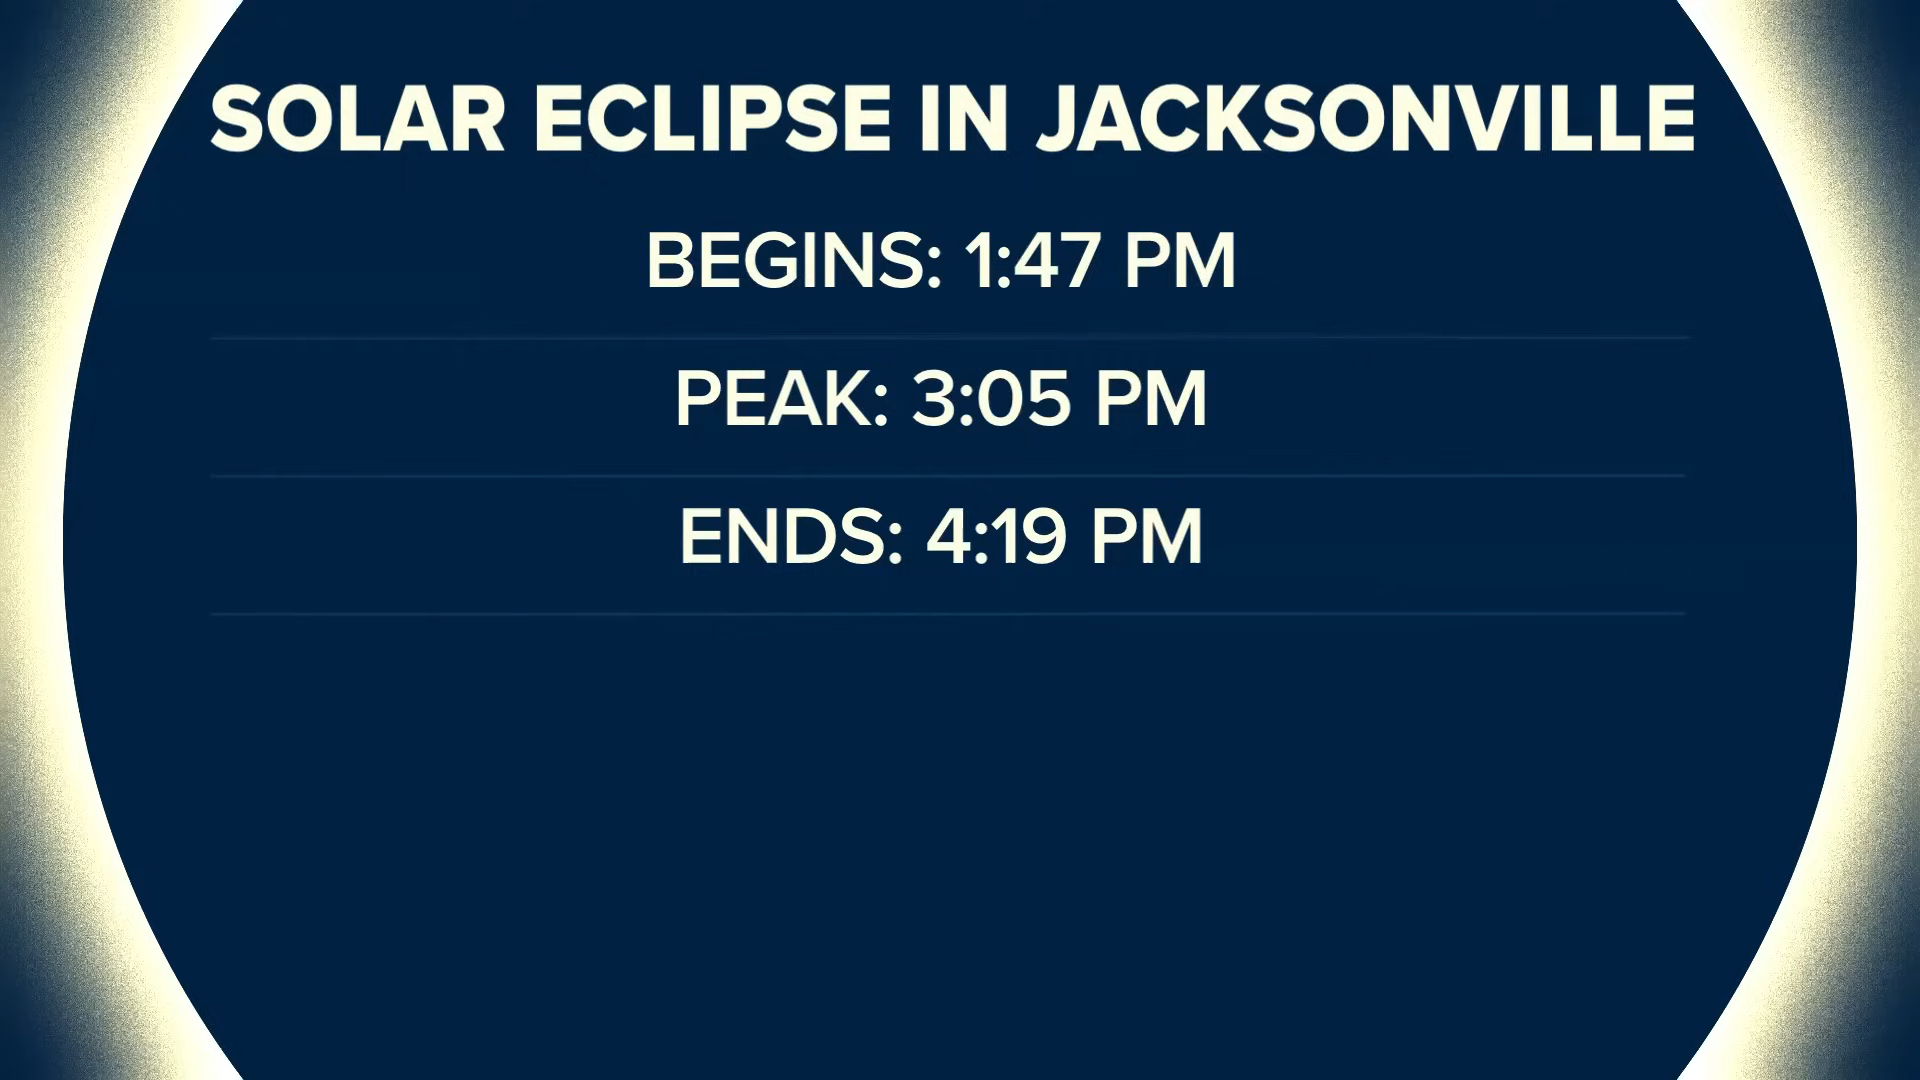 SOLAR ECLIPSE IN JACKSONVILLE
BEGINS: 1:47 PM
PEAK: 3:05 PM
ENDS: 4:19 PM